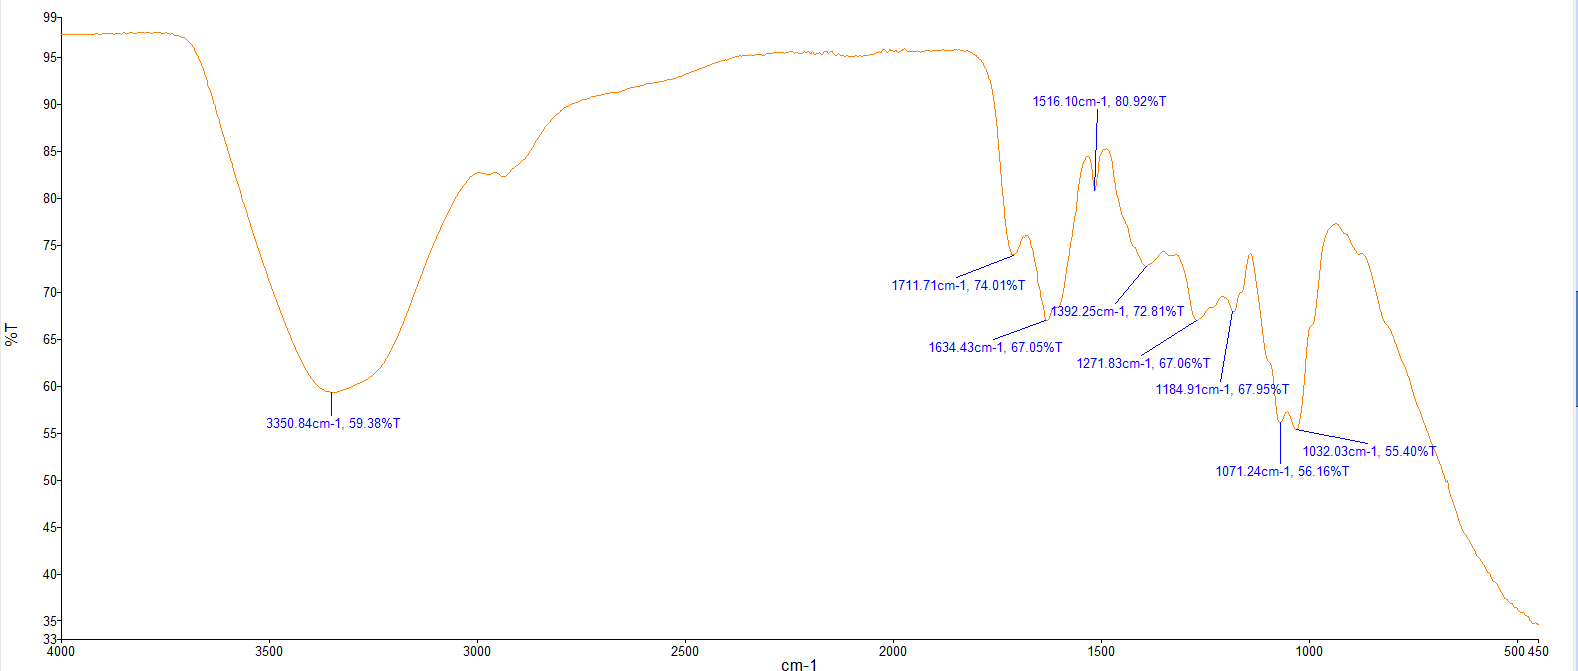 99
95
90
85
80
75
70
65
60
55
50
45
40
35
33
%T
1516.10cm-1, 80.92%T
1711.71cm-1, 74.01%T
1392.25cm-1, 72.81%T
1634.43cm-1, 67.05%T
1271.83cm-1, 67.06%T
1184.91cm-1, 67.95%T
3350.84cm-1, 59.38%T
1032.03cm-1, 55.40%T
1071.24cm-1, 56.16%T
4000 3500 3000 2500 2000 1500 1000 500 450
cm-1